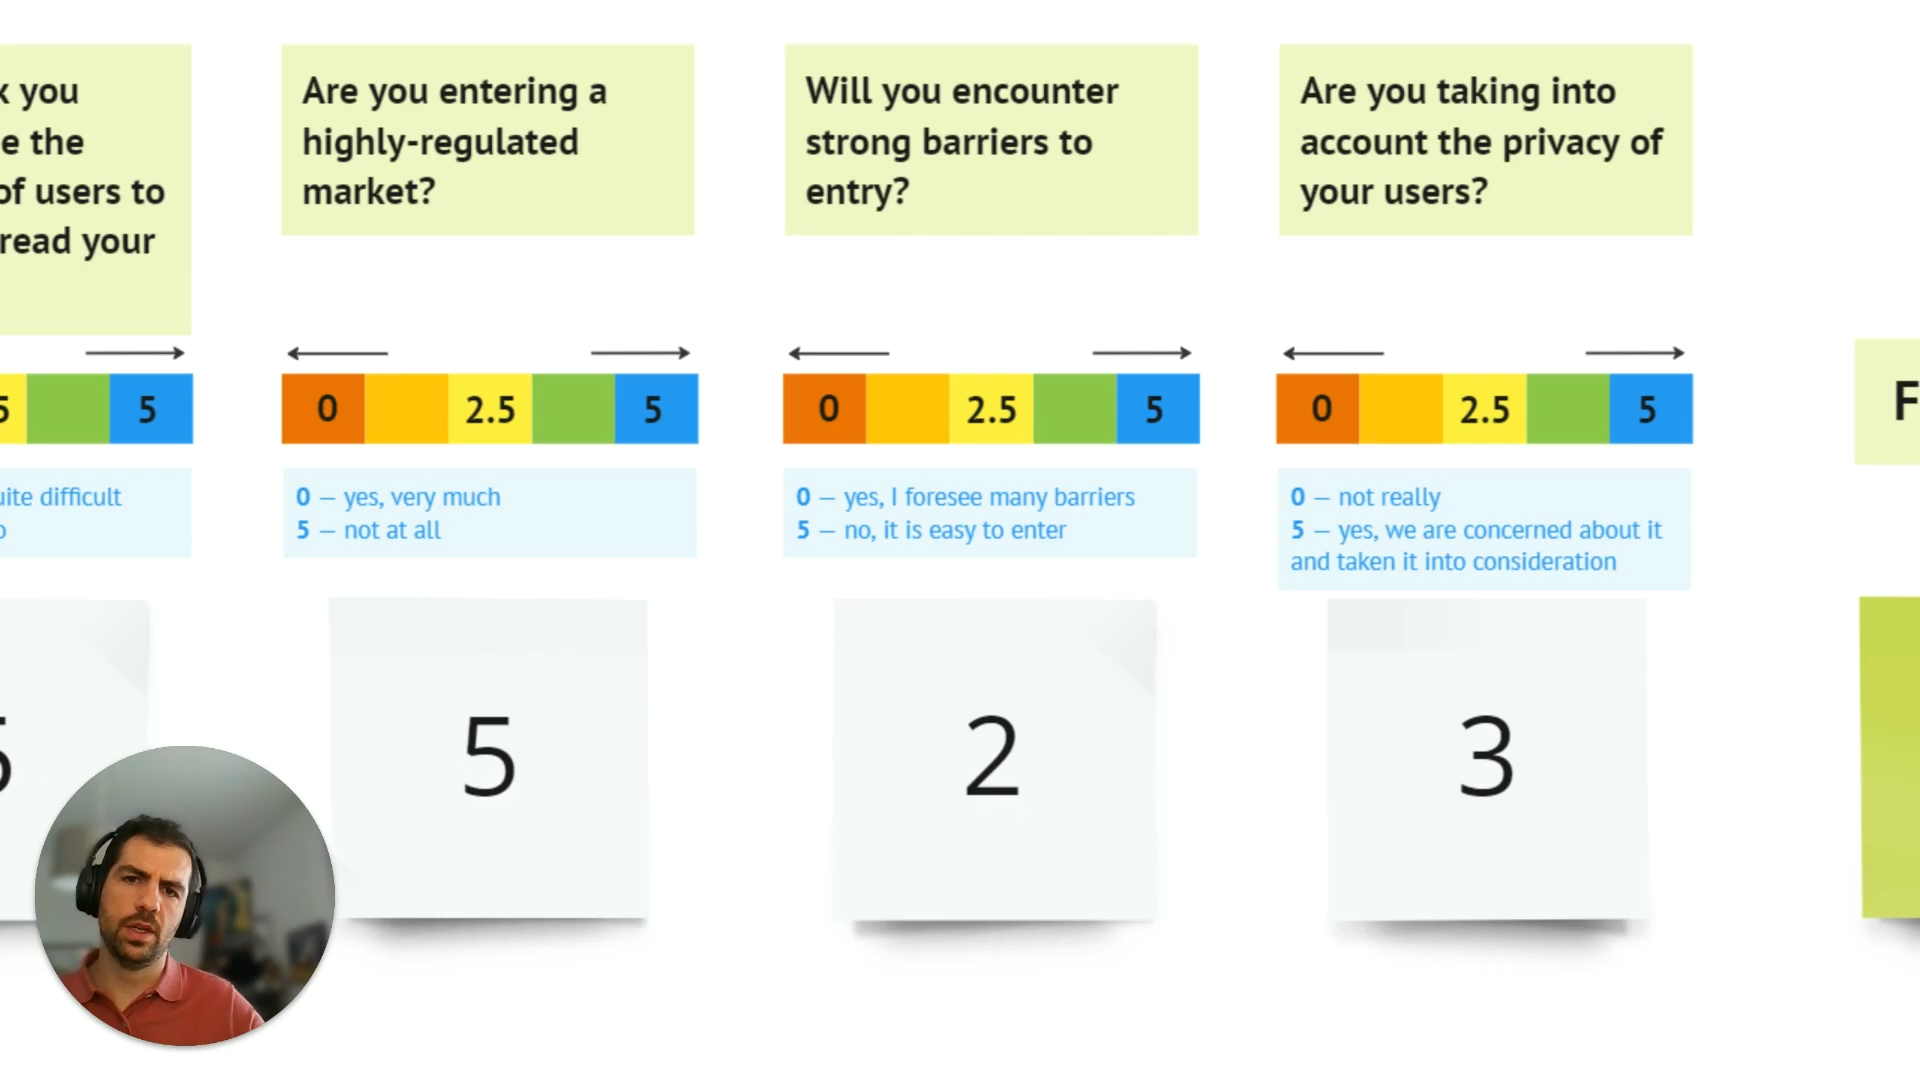 you
e the
of users to
read your
5
uite difficult
Are you entering a
highly-regulated
market?
0 2.5 5
0 – yes, very much
5 – not at all
5
Will you encounter
strong barriers to
entry?
0 2.5 5
0 – yes, I foresee many barriers
5 – no, it is easy to enter
2
Are you taking into
account the privacy of
your users?
0 2.5 5
0 – not really
5 – yes, we are concerned about it
and taken it into consideration
3
F